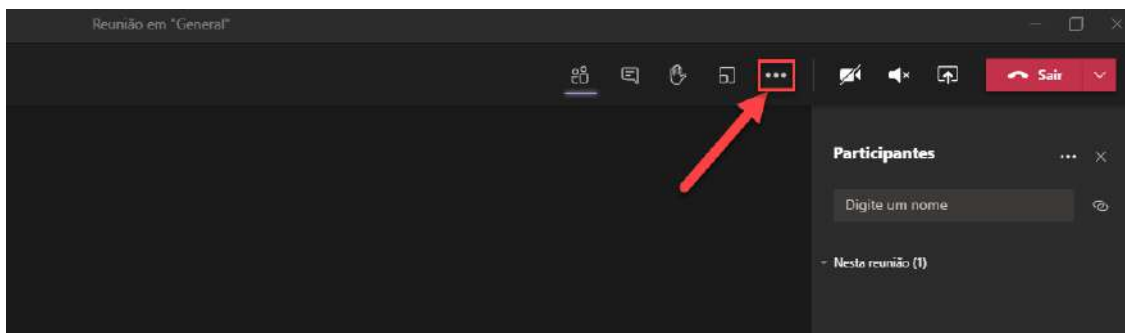 Reunião em "General"
Sair
Participantes
Digite um nome
Nesta reunião (1)